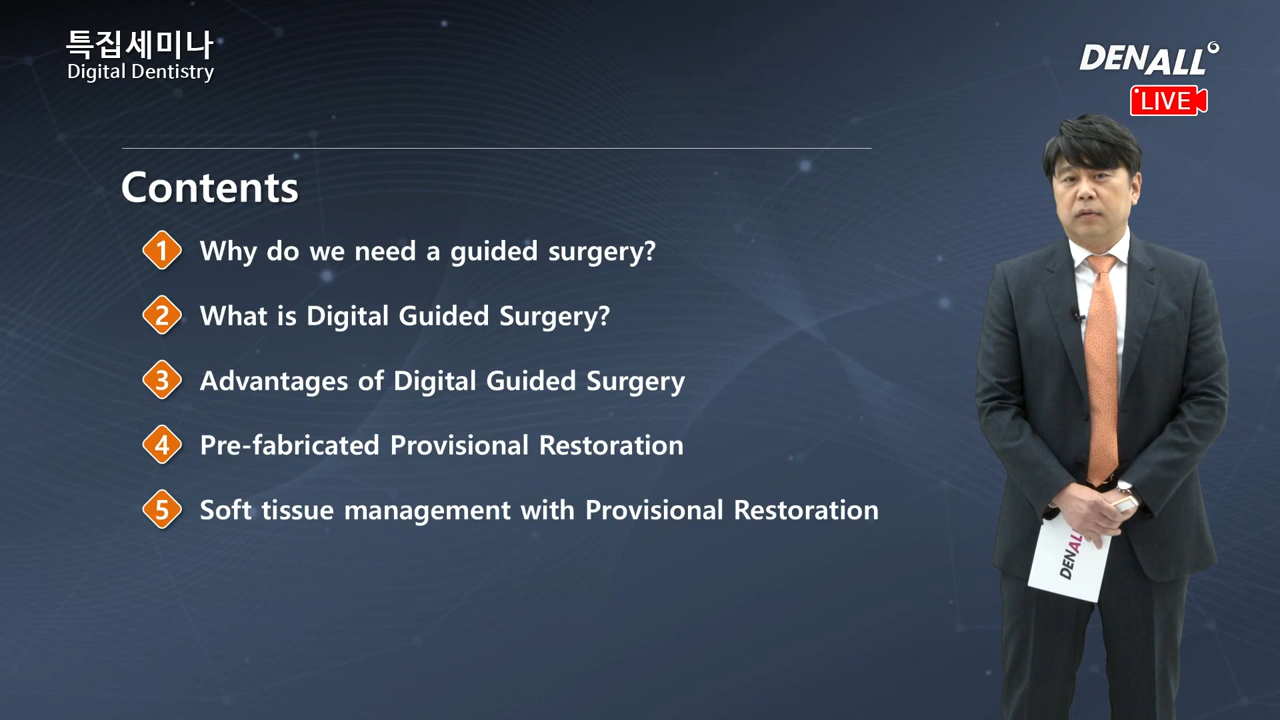 특집세미나
Digital Dentistry
DENALL
LIVE
Contents
1 Why do we need a guided surgery?
2 What is Digital Guided Surgery?
3 Advantages of Digital Guided Surgery
4 Pre-fabricated Provisional Restoration
5 Soft tissue management with Provisional Restoration
DENALL